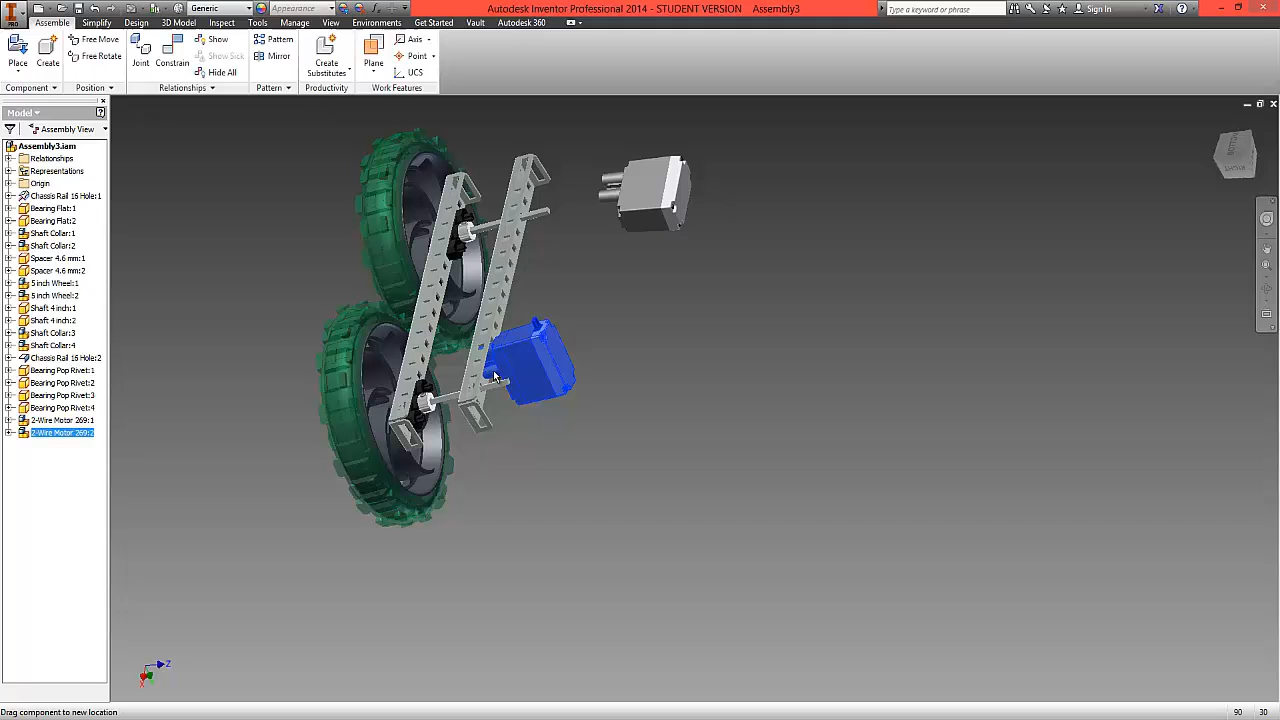 Generic
Appearance
Autodesk Inventor Professional 2014 - STUDENT VERSION Assembly3
Type a keyword or phrase
Sign In
PRO
Assemble Simplify Design 3D Model Inspect Tools Manage Environments View Get Started Vault Autodesk 360
Place
Create
Free Move
Free Rotate
Joint
Constrain
Show
Show Sick
Hide All
Pattern
Mirror
Create
Substitutes
Plane
Axis
Point
UCS
Component
Position
Relationships
Pattern
Productivity
Work Features
Model
Assembly View
Assembly3.iam
Relationships
Representations
Origin
Chassis Rail 16 Hole:1
Bearing Flat:1
Bearing Flat:2
Shaft Collar:1
Shaft Collar:2
Spacer 4.6 mm:1
Spacer 4.6 mm:2
5 inch Wheel:1
5 inch Wheel:2
Shaft 4 inch:1
Shaft 4 inch:2
Shaft Collar:3
Shaft Collar:4
Chassis Rail 16 Hole:2
Bearing Pop Rivet:1
Bearing Pop Rivet:2
Bearing Pop Rivet:3
Bearing Pop Rivet:4
2-Wire Motor 269:1
2-Wire Motor 269:2
Z
X
Drag component to new location
90 30